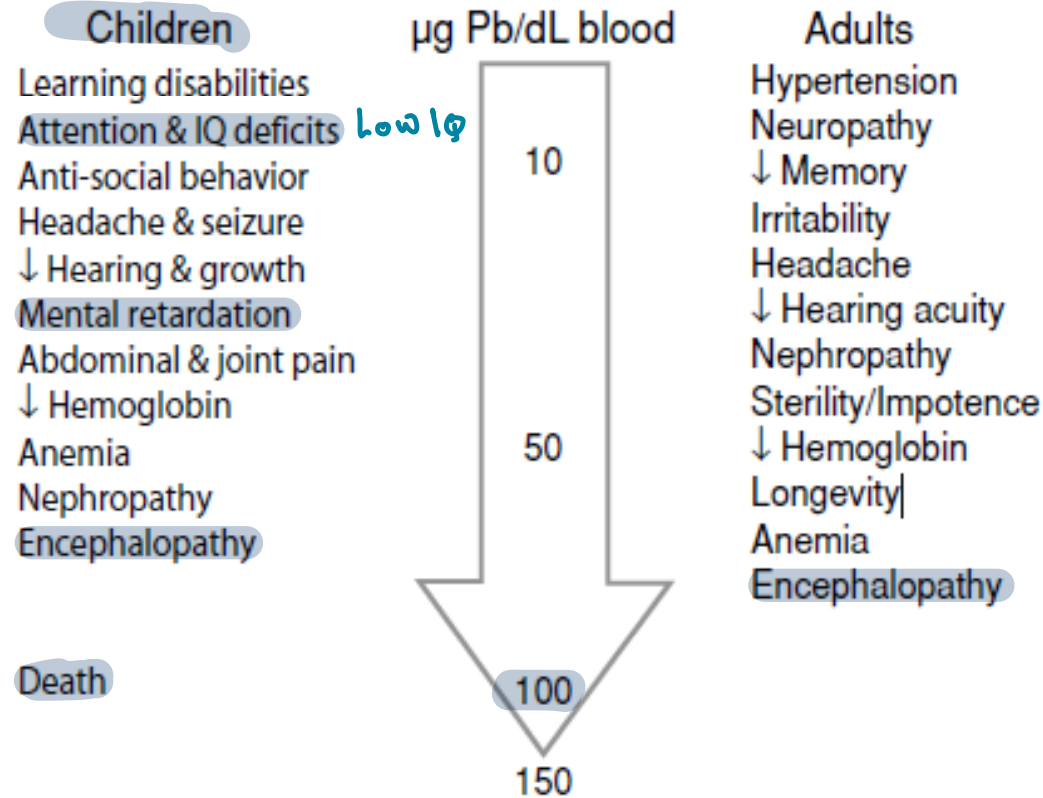 Children
Learning disabilities
Attention & IQ deficits Low IQ
Anti-social behavior
Headache & seizure
↓ Hearing & growth
Mental retardation
Abdominal & joint pain
↓ Hemoglobin
Anemia
Nephropathy
Encephalopathy
Death
µg Pb/dL blood
10
50
100
150
Adults
Hypertension
Neuropathy
↓ Memory
Irritability
Headache
↓ Hearing acuity
Nephropathy
Sterility/Impotence
↓ Hemoglobin
Longevity
Anemia
Encephalopathy